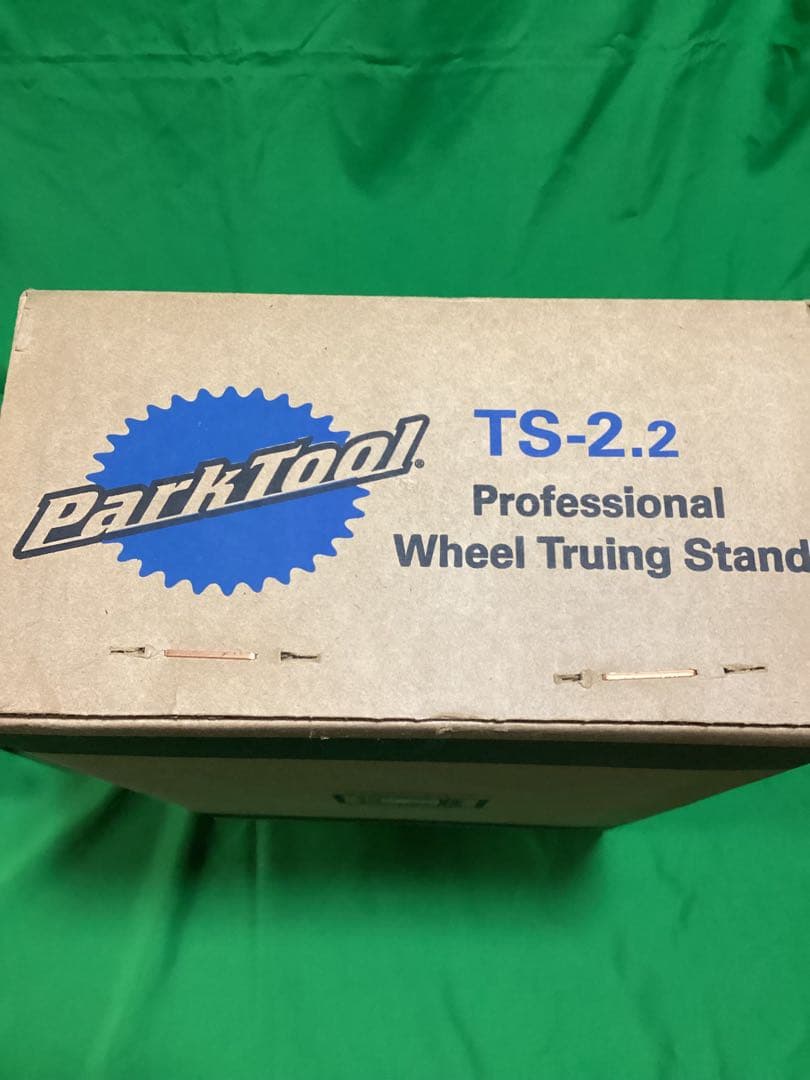 ParkTool®
TS-2.2
Professional
Wheel Truing Stand